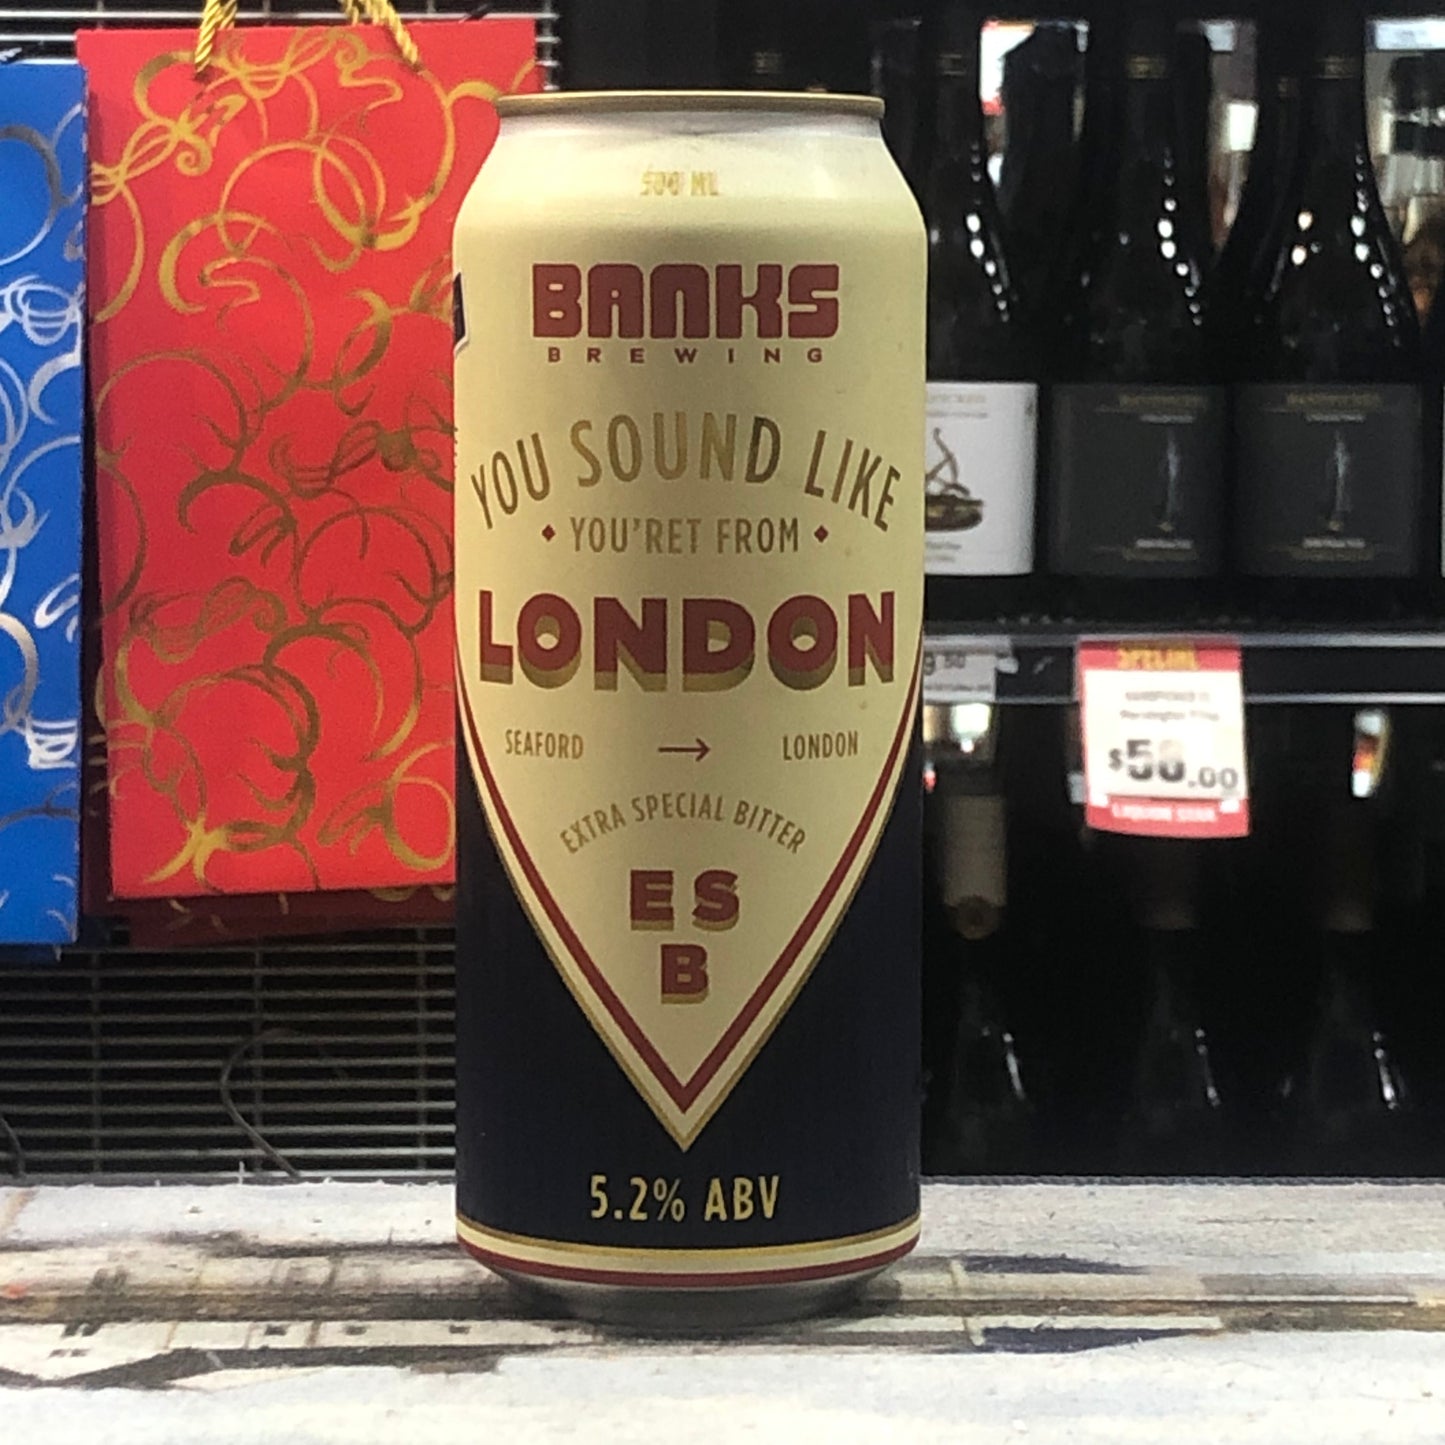 500 ML
BANKS
BREWING
YOU SOUND LIKE
YOU'RET FROM
LONDON
SEAFORD → LONDON
EXTRA SPECIAL BITTER
ES
B
5.2% ABV
SPECIAL
$50.00